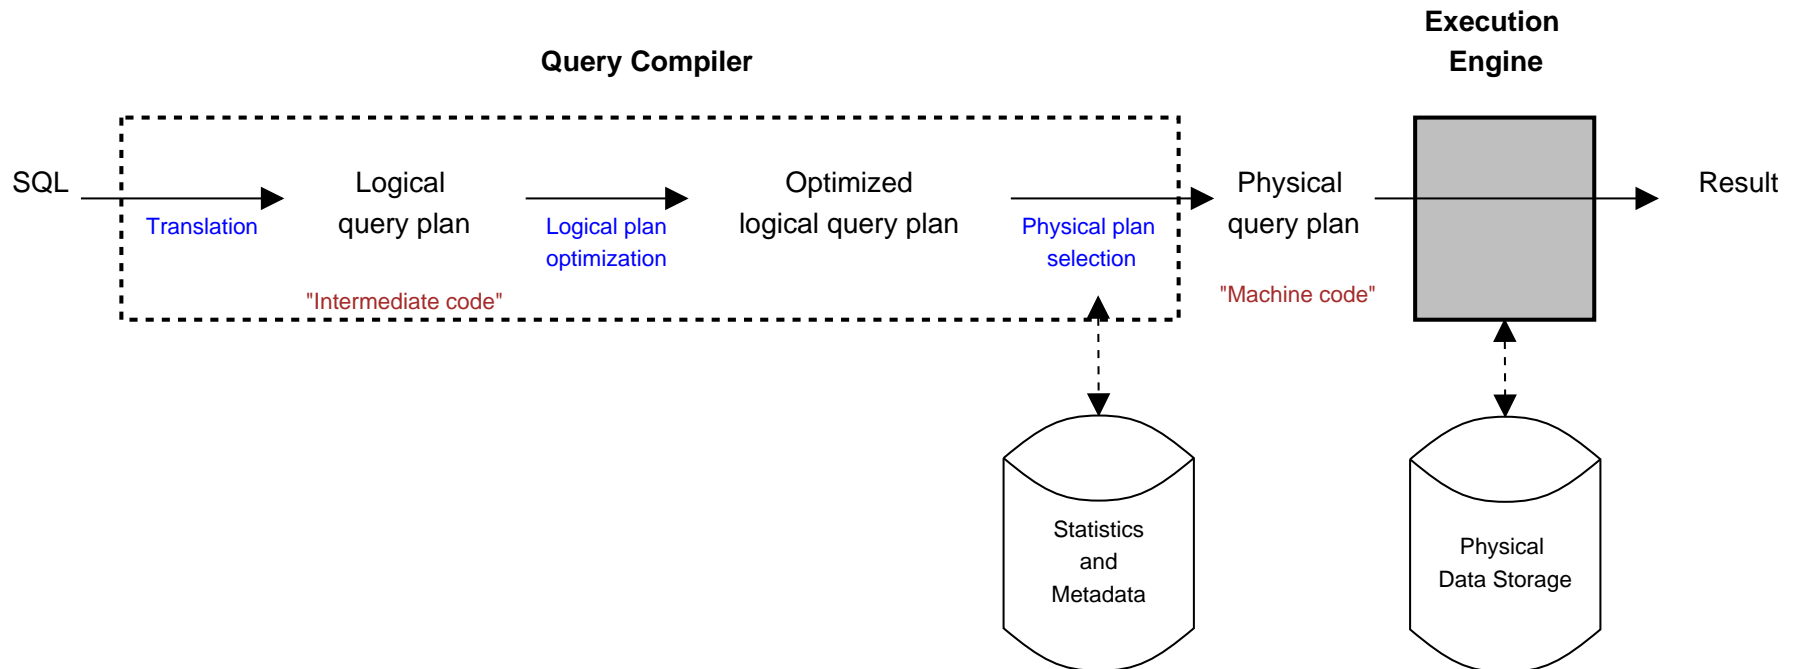 Query Compiler
Execution
Engine
SQL
Translation
Logical
query plan
"Intermediate code"
Logical plan
optimization
Optimized
logical query plan
Physical plan
selection
Physical
query plan
"Machine code"
Result
Statistics
and
Metadata
Physical
Data Storage